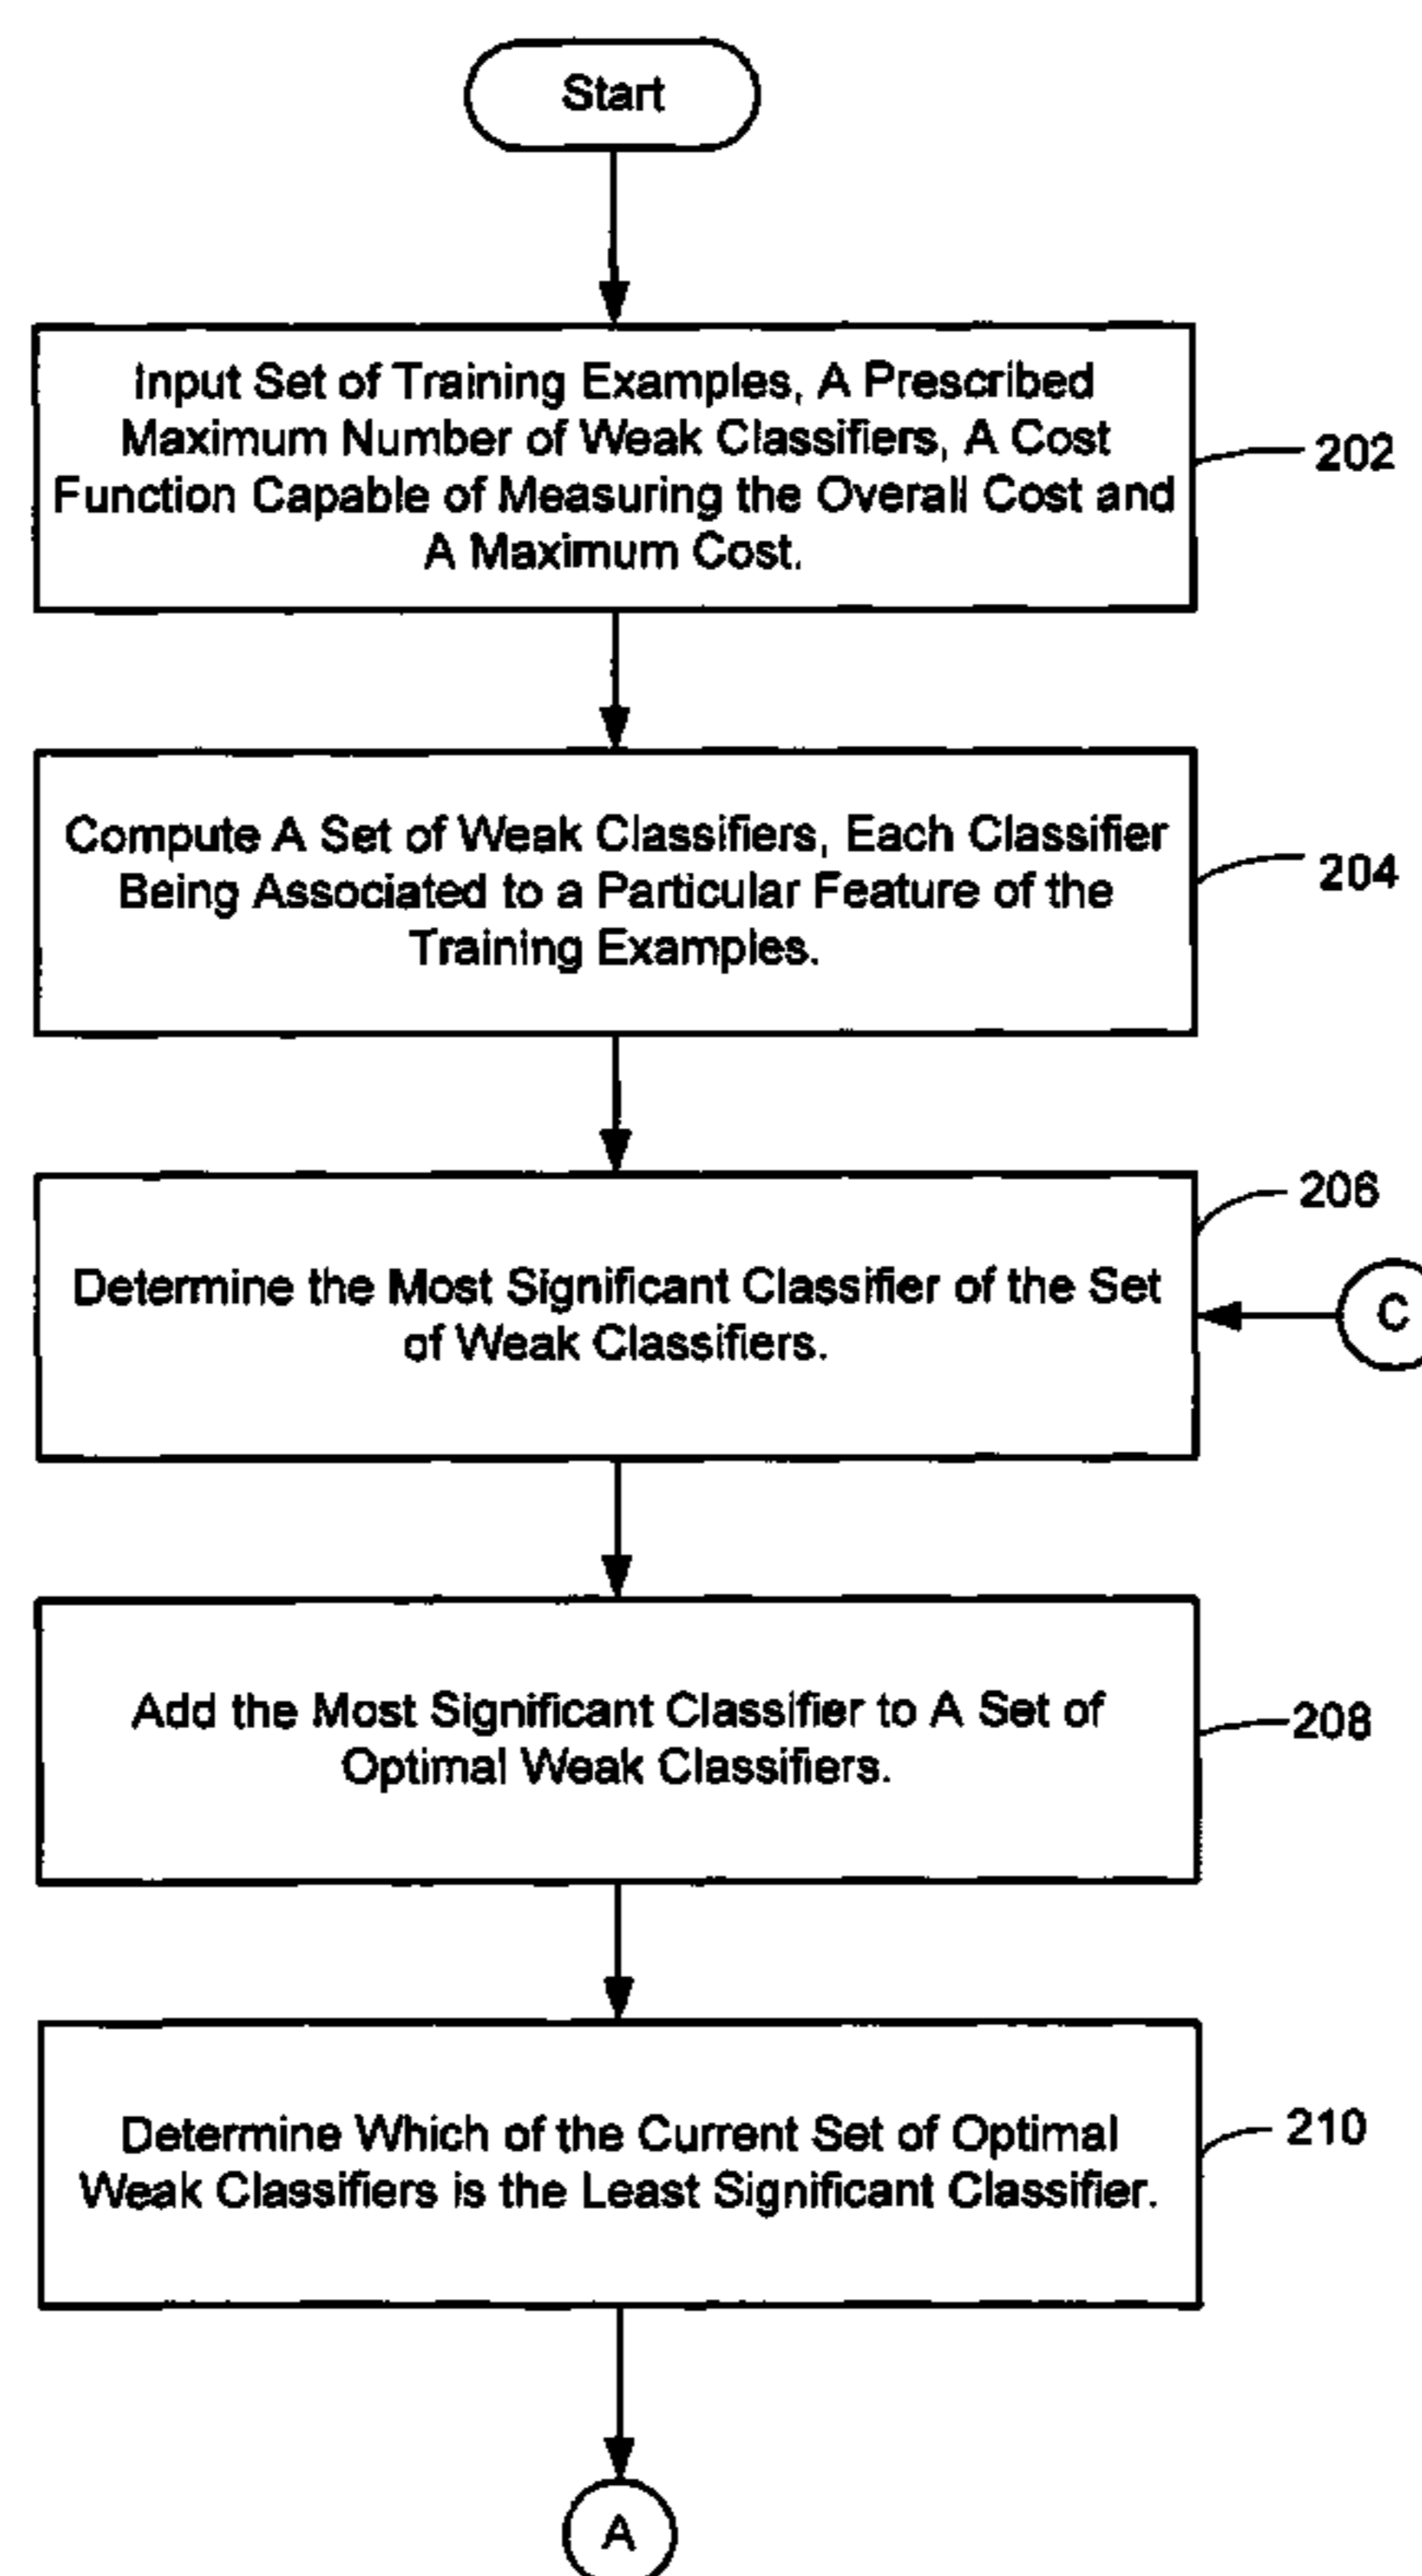 Start
Input Set of Training Examples, A Prescribed
Maximum Number of Weak Classifiers, A Cost
Function Capable of Measuring the Overall Cost and
A Maximum Cost.
202
Compute A Set of Weak Classifiers, Each Classifier
Being Associated to a Particular Feature of the
Training Examples.
204
206
Determine the Most Significant Classifier of the Set
of Weak Classifiers.
C
Add the Most Significant Classifier to A Set of
Optimal Weak Classifiers.
208
Determine Which of the Current Set of Optimal
Weak Classifiers is the Least Significant Classifier.
210
A